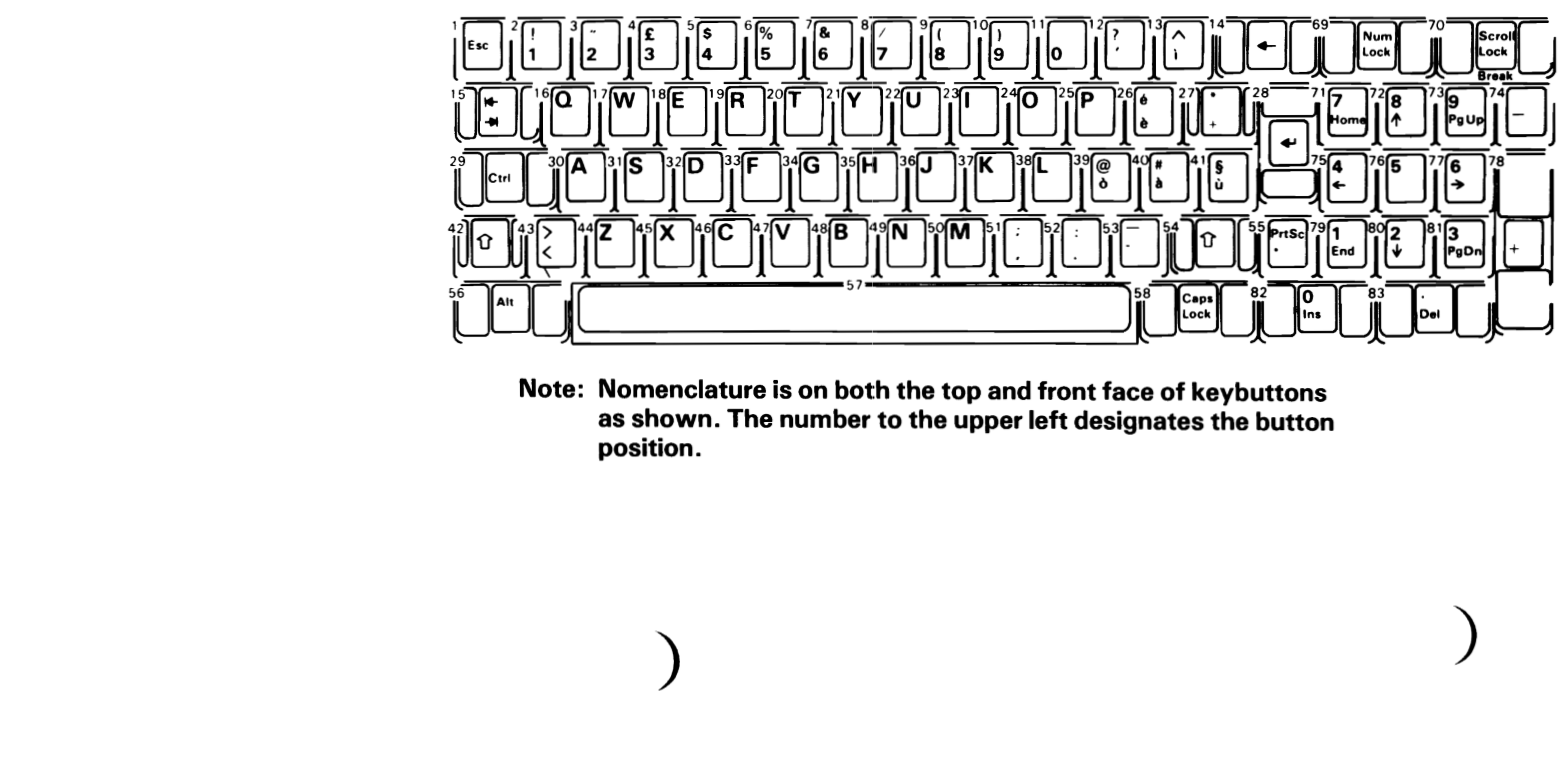 1 Esc 2 ! 1 3 " 2 4 £ 3 5 $ 4 6 % 5 7 & 6 8 / 7 9 ( 8 10 ) 9 11 0 12 ? ' 13 ^ ì 14 ← 69 Num Lock 70 Scroll Lock Break
15 ⇤ ⇥ 16 Q 17 W 18 E 19 R 20 T 21 Y 22 U 23 I 24 O 25 P 26 é è 27 * + 28 ↵ 71 7 Home 72 8 ↑ 73 9 PgUp 74 −
29 Ctrl 30 A 31 S 32 D 33 F 34 G 35 H 36 J 37 K 38 L 39 @ ò 40 # à 41 § ù 75 4 ← 76 5 77 6 → 78 +
42 ⇧ 43 > < \ 44 Z 45 X 46 C 47 V 48 B 49 N 50 M 51 ; , 52 : . 53 — - 54 ⇧ 55 PrtSc * 79 1 End 80 2 ↓ 81 3 PgDn
56 Alt 57 58 Caps Lock 82 0 Ins 83 . Del
Note: Nomenclature is on both the top and front face of keybuttons
as shown. The number to the upper left designates the button
position.